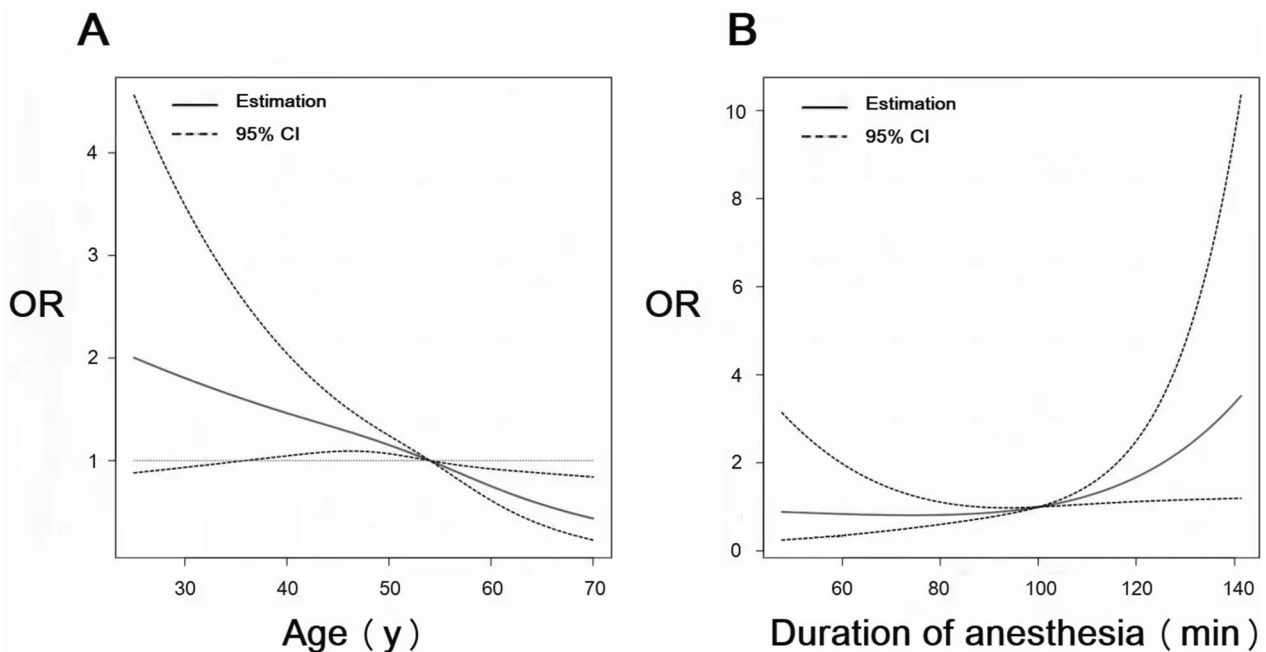 A
Estimation
95% CI
4
3
2
1
OR
30 40 50 60 70
Age ( y )
B
Estimation
95% CI
10
8
6
4
2
0
OR
60 80 100 120 140
Duration of anesthesia ( min )